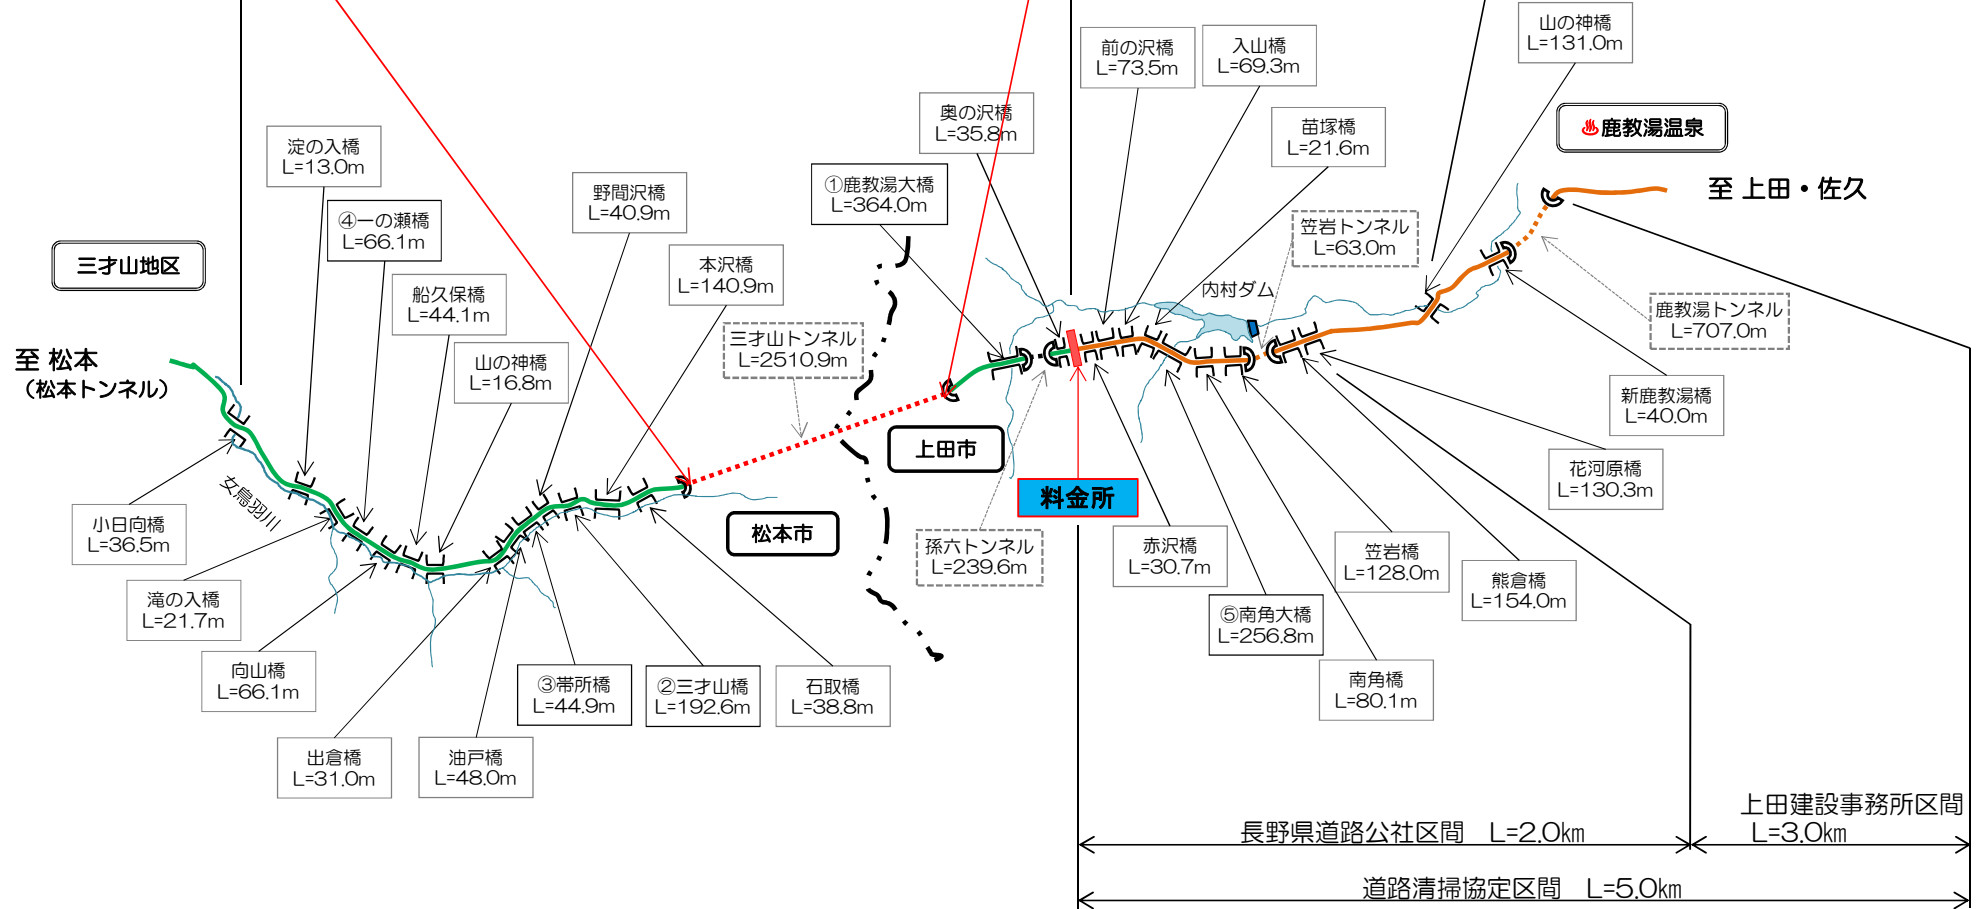 山の神橋
L=131.0m
前の沢橋
L=73.5m
入山橋
L=69.3m
奥の沢橋
L=35.8m
苗塚橋
L=21.6m
鹿教湯温泉
至 上田・佐久
淀の入橋
L=13.0m
④一の瀬橋
L=66.1m
野間沢橋
L=40.9m
①鹿教湯大橋
L=364.0m
笠岩トンネル
L=63.0m
三才山地区
船久保橋
L=44.1m
本沢橋
L=140.9m
内村ダム
鹿教湯トンネル
L=707.0m
三才山トンネル
L=2510.9m
至 松本
(松本トンネル)
山の神橋
L=16.8m
新鹿教湯橋
L=40.0m
上田市
花河原橋
L=130.3m
女鳥羽川
料金所
小日向橋
L=36.5m
松本市
孫六トンネル
L=239.6m
赤沢橋
L=30.7m
笠岩橋
L=128.0m
熊倉橋
L=154.0m
滝の入橋
L=21.7m
⑤南角大橋
L=256.8m
向山橋
L=66.1m
③帯所橋
L=44.9m
②三才山橋
L=192.6m
石取橋
L=38.8m
南角橋
L=80.1m
出倉橋
L=31.0m
油戸橋
L=48.0m
上田建設事務所区間
L=3.0km
長野県道路公社区間 L=2.0km
道路清掃協定区間 L=5.0km